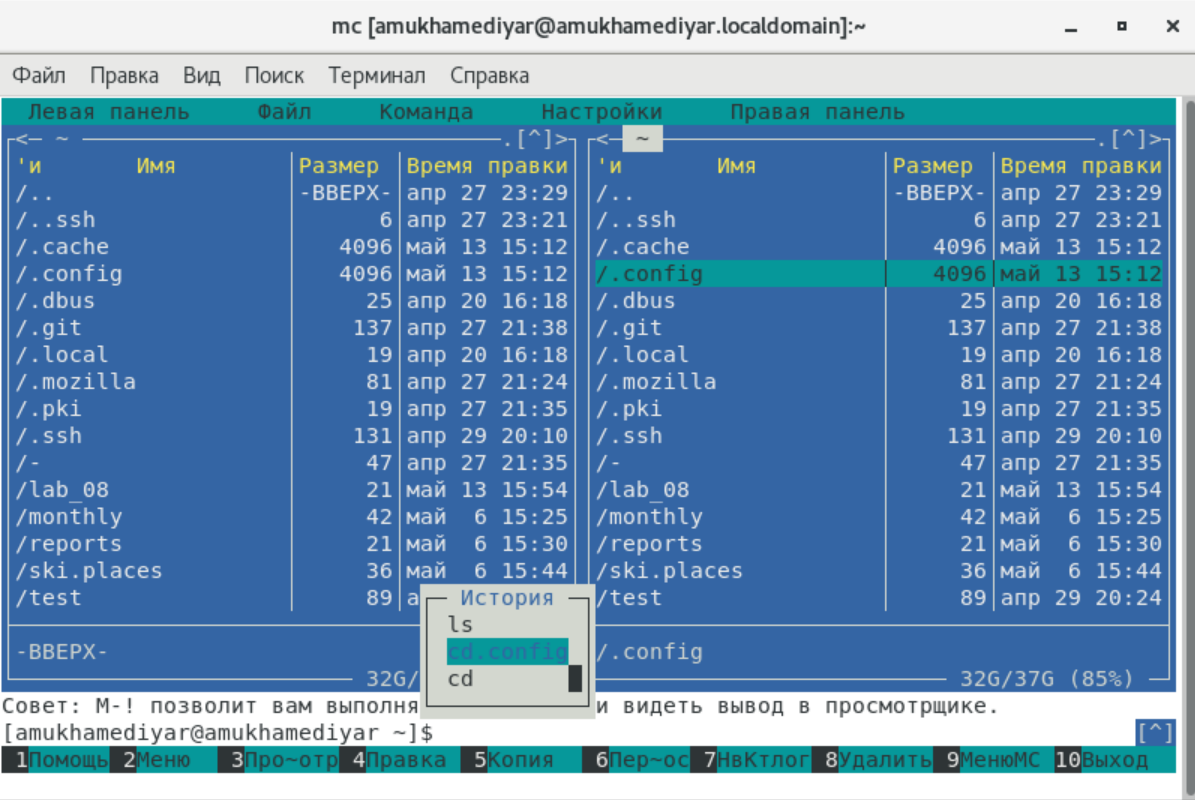 mc [amukhamediyar@amukhamediyar.localdomain]:~
Файл Правка Вид Поиск Терминал Справка
Левая панель Файл Команда Настройки Правая панель
<— ~ .[^]> <— ~ .[^]>
'и Имя Размер Время правки 'и Имя Размер Время правки
/.. -ВВЕРХ- апр 27 23:29 /.. -ВВЕРХ- апр 27 23:29
/..ssh 6 апр 27 23:21 /..ssh 6 апр 27 23:21
/.cache 4096 май 13 15:12 /.cache 4096 май 13 15:12
/.config 4096 май 13 15:12 /.config 4096 май 13 15:12
/.dbus 25 апр 20 16:18 /.dbus 25 апр 20 16:18
/.git 137 апр 27 21:38 /.git 137 апр 27 21:38
/.local 19 апр 20 16:18 /.local 19 апр 20 16:18
/.mozilla 81 апр 27 21:24 /.mozilla 81 апр 27 21:24
/.pki 19 апр 27 21:35 /.pki 19 апр 27 21:35
/.ssh 131 апр 29 20:10 /.ssh 131 апр 29 20:10
/- 47 апр 27 21:35 /- 47 апр 27 21:35
/lab_08 21 май 13 15:54 /lab_08 21 май 13 15:54
/monthly 42 май 6 15:25 /monthly 42 май 6 15:25
/reports 21 май 6 15:30 /reports 21 май 6 15:30
/ski.places 36 май 6 15:44 /ski.places 36 май 6 15:44
/test 89 а История /test 89 апр 29 20:24
ls
-ВВЕРХ- cd.config /.config
32G/ cd 32G/37G (85%)
Совет: M-! позволит вам выполня и видеть вывод в просмотрщике.
[amukhamediyar@amukhamediyar ~]$ [^]
1Помощь 2Меню 3Про~отр 4Правка 5Копия 6Пер~ос 7НвКтлог 8Удалить 9МенюМС 10Выход